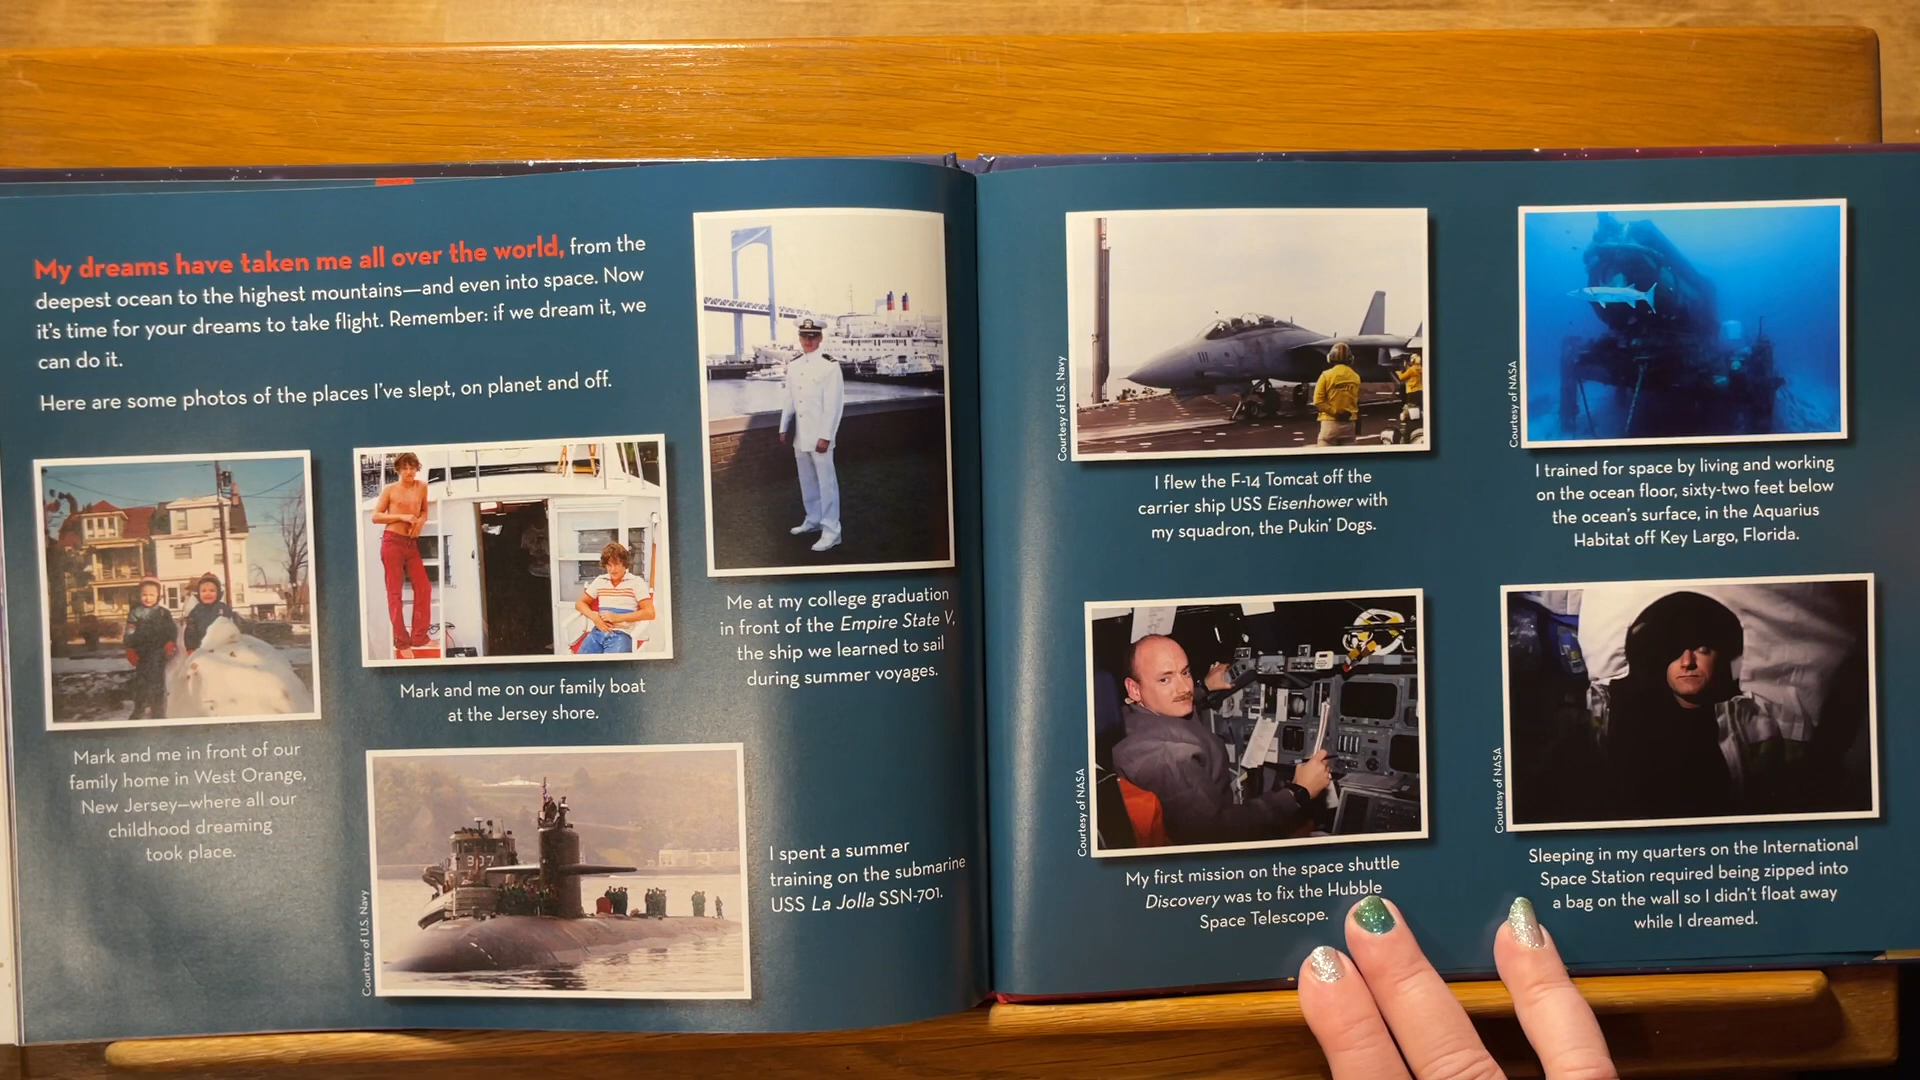 My dreams have taken me all over the world, from the
deepest ocean to the highest mountains—and even into space. Now
it's time for your dreams to take flight. Remember: if we dream it, we
can do it.
Here are some photos of the places I've slept, on planet and off.
Mark and me in front of our
family home in West Orange,
New Jersey—where all our
childhood dreaming
took place.
Mark and me on our family boat
at the Jersey shore.
Me at my college graduation
in front of the Empire State V,
the ship we learned to sail
during summer voyages.
Courtesy of U.S. Navy
I spent a summer
training on the submarine
USS La Jolla SSN-701.
Courtesy of U.S. Navy
111
I flew the F-14 Tomcat off the
carrier ship USS Eisenhower with
my squadron, the Pukin' Dogs.
Courtesy of NASA
I trained for space by living and working
on the ocean floor, sixty-two feet below
the ocean's surface, in the Aquarius
Habitat off Key Largo, Florida.
Courtesy of NASA
My first mission on the space shuttle
Discovery was to fix the Hubble
Space Telescope.
Courtesy of NASA
Sleeping in my quarters on the International
Space Station required being zipped into
a bag on the wall so I didn't float away
while I dreamed.